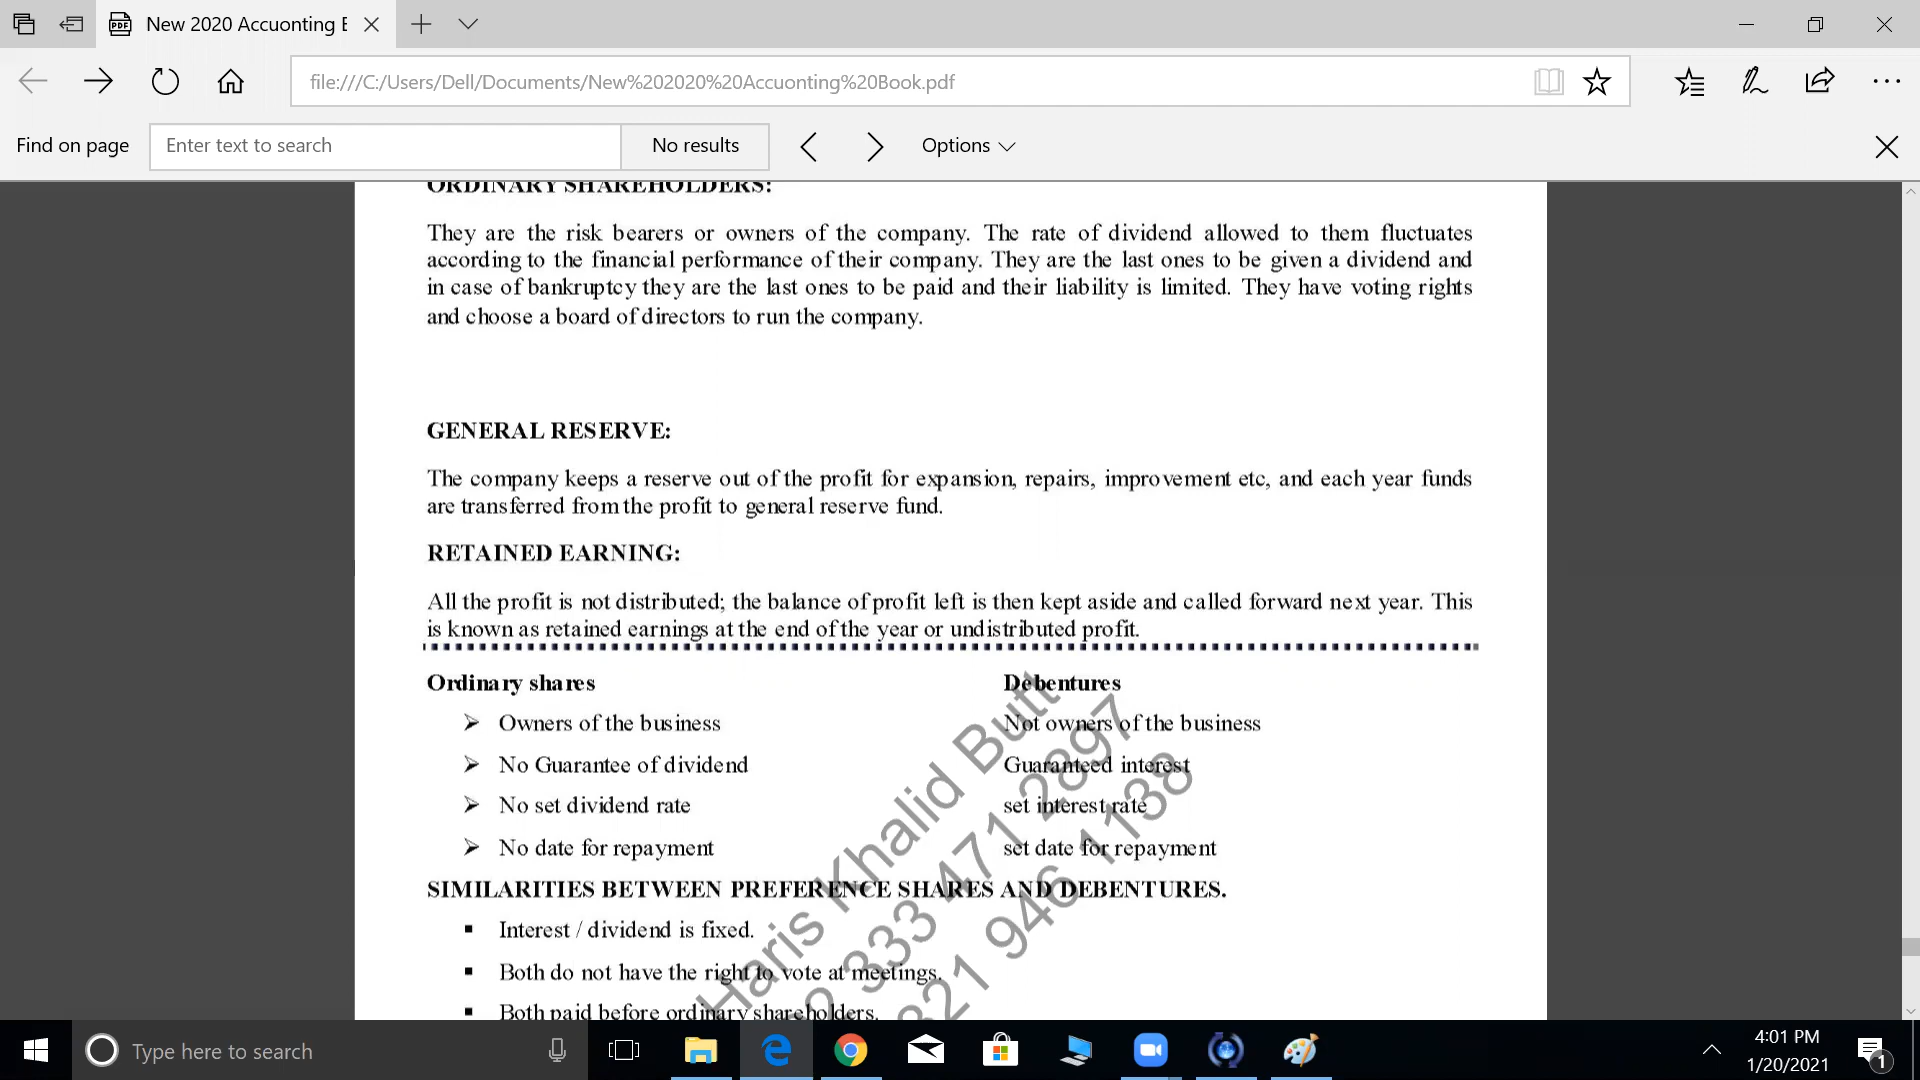 New 2020 Accuonting E
file:///C:/Users/Dell/Documents/New%202020%20Accuonting%20Book.pdf
Find on page
Enter text to search
No results
Options
ORDINARY SHAREHOLDERS:
They are the risk bearers or owners of the company. The rate of dividend allowed to them fluctuates
according to the financial performance of their company. They are the last ones to be given a dividend and
in case of bankruptcy they are the last ones to be paid and their liability is limited. They have voting rights
and choose a board of directors to run the company.
GENERAL RESERVE:
The company keeps a reserve out of the profit for expansion, repairs, improvement etc, and each year funds
are transferred from the profit to general reserve fund.
RETAINED EARNING:
All the profit is not distributed; the balance of profit left is then kept aside and called forward next year. This
is known as retained earnings at the end of the year or undistributed profit.
Ordinary shares Debentures
Owners of the business Not owners of the business
No Guarantee of dividend Guaranteed interest
No set dividend rate set interest rate
No date for repayment set date for repayment
SIMILARITIES BETWEEN PREFERENCE SHARES AND DEBENTURES.
Interest / dividend is fixed.
Both do not have the right to vote at meetings.
Both paid before ordinary shareholders.
Haris Khalid Butt
333 471 2897
321 946 1138
Type here to search
4:01 PM
1/20/2021
1